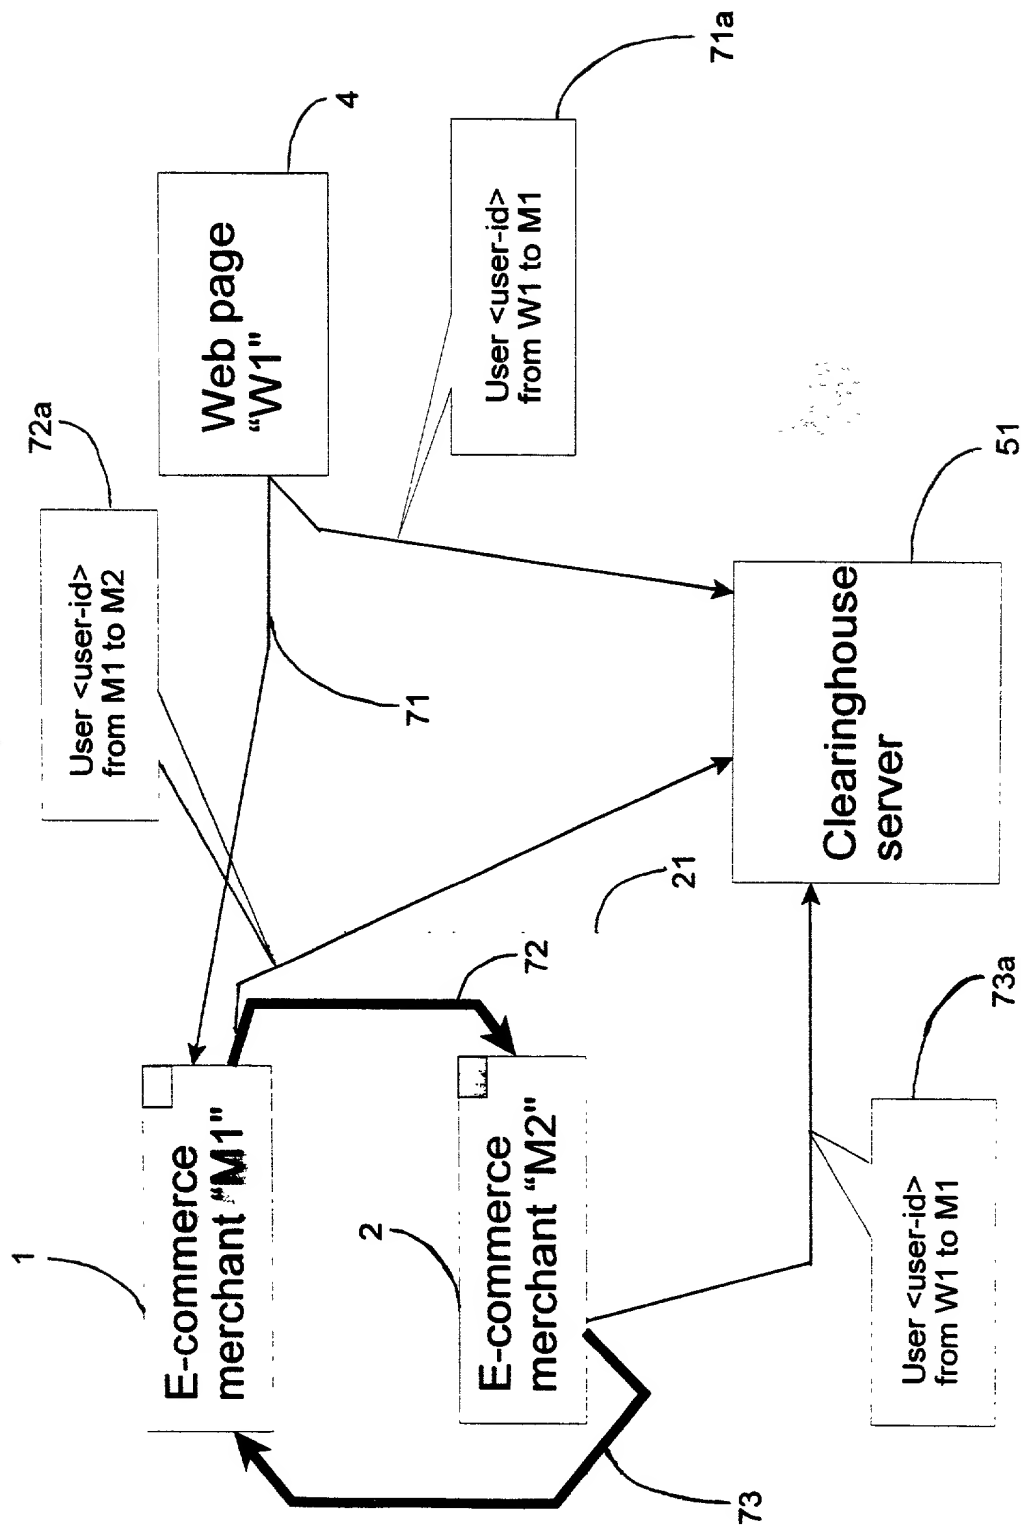 1
E-commerce
merchant "M1"
72a
User <user-id>
from M1 to M2
4
Web page
“W1"
71a
User <user-id>
from W1 to M1
71
72
2
E-commerce
merchant “M2"
21
73
73a
User <user-id>
from W1 to M1
51
Clearinghouse
server